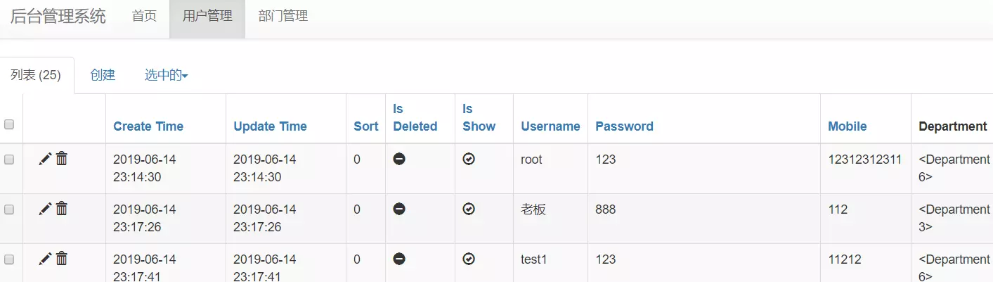 后台管理系统 首页 用户管理 部门管理
列表 (25) 创建 选中的
Create Time Update Time Sort Is Deleted Is Show Username Password Mobile Department
2019-06-14 23:14:30 2019-06-14 23:14:30 0 root 123 12312312311 <Department 6>
2019-06-14 23:17:26 2019-06-14 23:17:26 0 老板 888 112 <Department 3>
2019-06-14 23:17:41 2019-06-14 23:17:41 0 test1 123 11212 <Department 6>